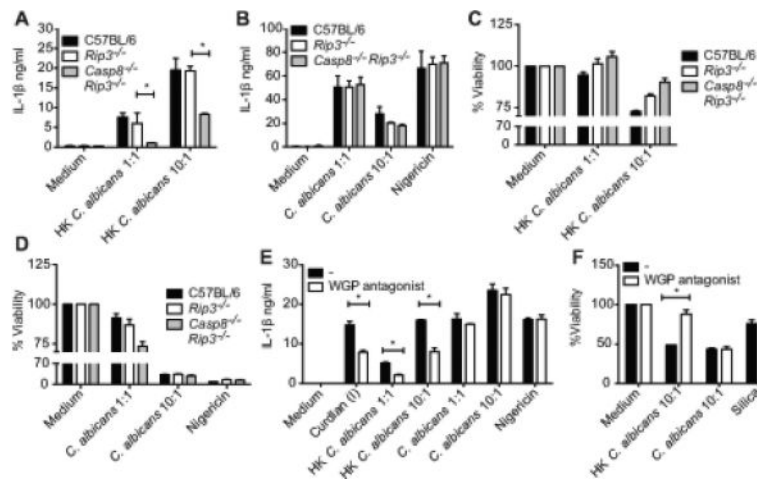 A
C57BL/6
Rip3-/-
Casp8-/-
Rip3-/-
IL-1β ng/ml
30
25
20
15
10
5
0
*
*
Medium
HK C. albicans 1:1
HK C. albicans 10:1
B
C57BL/6
Rip3-/-
Casp8-/- Rip3-/-
IL-1β ng/ml
100
80
60
40
20
0
Medium
C. albicans 1:1
C. albicans 10:1
Nigericin
C
C57BL/6
Rip3-/-
Casp8-/-
Rip3-/-
% Viability
125
100
75
70
0
Medium
HK C. albicans 1:1
HK C. albicans 10:1
D
C57BL/6
Rip3-/-
Casp8-/-
Rip3-/-
% Viability
125
100
75
70
0
Medium
C. albicans 1:1
C. albicans 10:1
Nigericin
E
-
WGP antagonist
IL-1β ng/ml
30
20
10
0
*
*
*
Medium
Curdlan (I)
HK C. albicans 1:1
HK C. albicans 10:1
C. albicans 1:1
C. albicans 10:1
Nigericin
F
-
WGP antagonist
%Viability
150
100
50
0
*
Medium
HK C. albicans 10:1
C. albicans 10:1
Silica